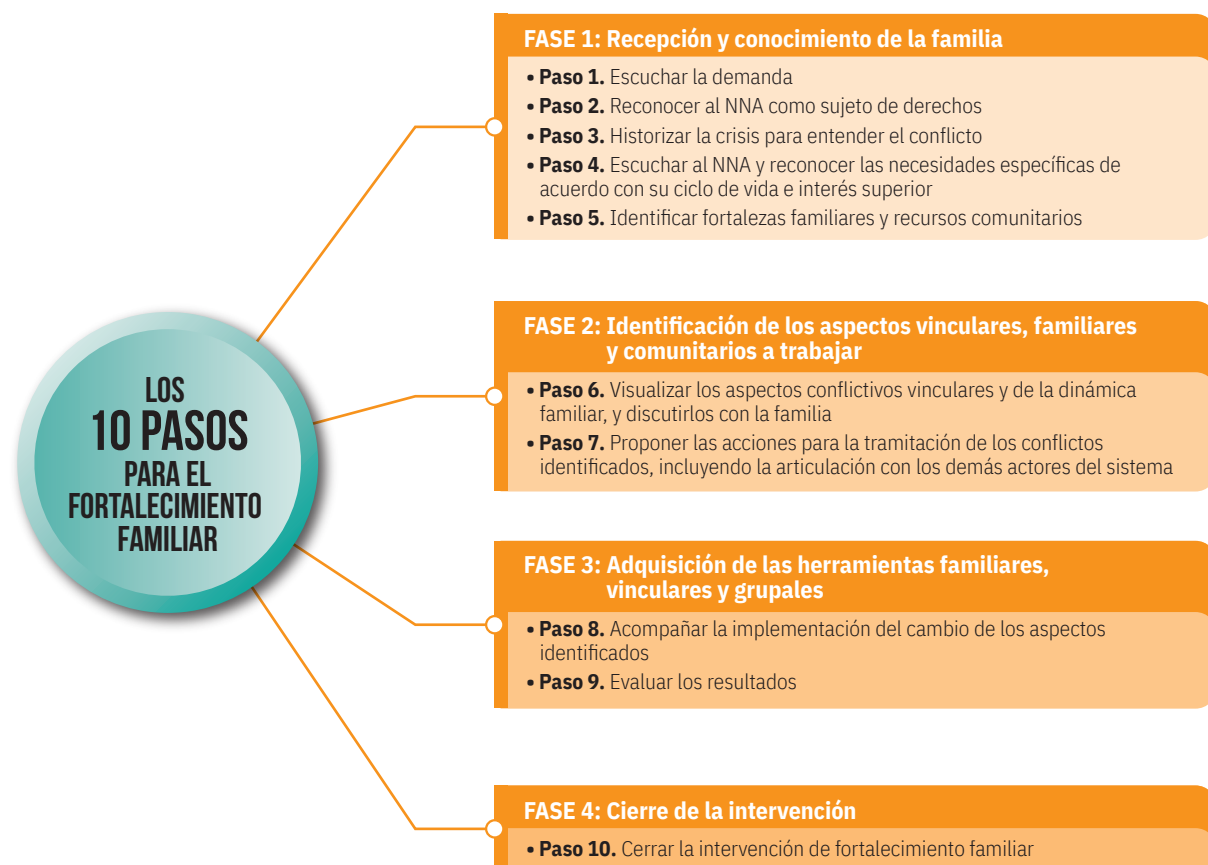 LOS
10 PASOS
PARA EL
FORTALECIMIENTO
FAMILIAR
FASE 1: Recepción y conocimiento de la familia
• Paso 1. Escuchar la demanda
• Paso 2. Reconocer al NNA como sujeto de derechos
• Paso 3. Historizar la crisis para entender el conflicto
• Paso 4. Escuchar al NNA y reconocer las necesidades específicas de
acuerdo con su ciclo de vida e interés superior
• Paso 5. Identificar fortalezas familiares y recursos comunitarios
FASE 2: Identificación de los aspectos vinculares, familiares
y comunitarios a trabajar
• Paso 6. Visualizar los aspectos conflictivos vinculares y de la dinámica
familiar, y discutirlos con la familia
• Paso 7. Proponer las acciones para la tramitación de los conflictos
identificados, incluyendo la articulación con los demás actores del sistema
FASE 3: Adquisición de las herramientas familiares,
vinculares y grupales
• Paso 8. Acompañar la implementación del cambio de los aspectos
identificados
• Paso 9. Evaluar los resultados
FASE 4: Cierre de la intervención
• Paso 10. Cerrar la intervención de fortalecimiento familiar